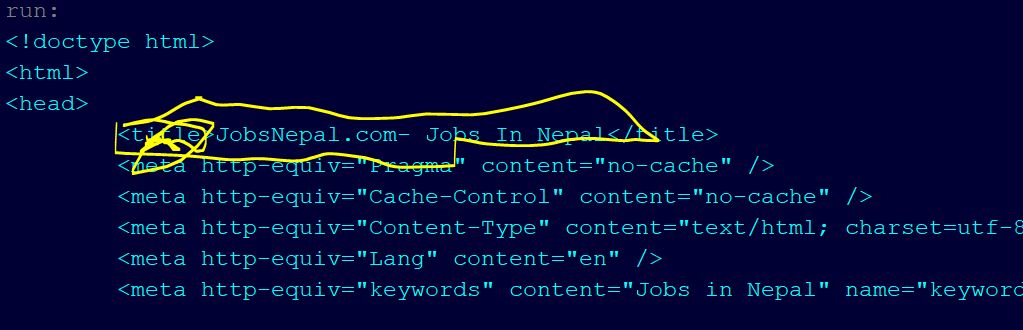 run:
<!doctype html>
<html>
<head>
<title>JobsNepal.com- Jobs In Nepal</title>
<meta http-equiv="Pragma" content="no-cache" />
<meta http-equiv="Cache-Control" content="no-cache" />
<meta http-equiv="Content-Type" content="text/html; charset=utf-8
<meta http-equiv="Lang" content="en" />
<meta http-equiv="keywords" content="Jobs in Nepal" name="keyword